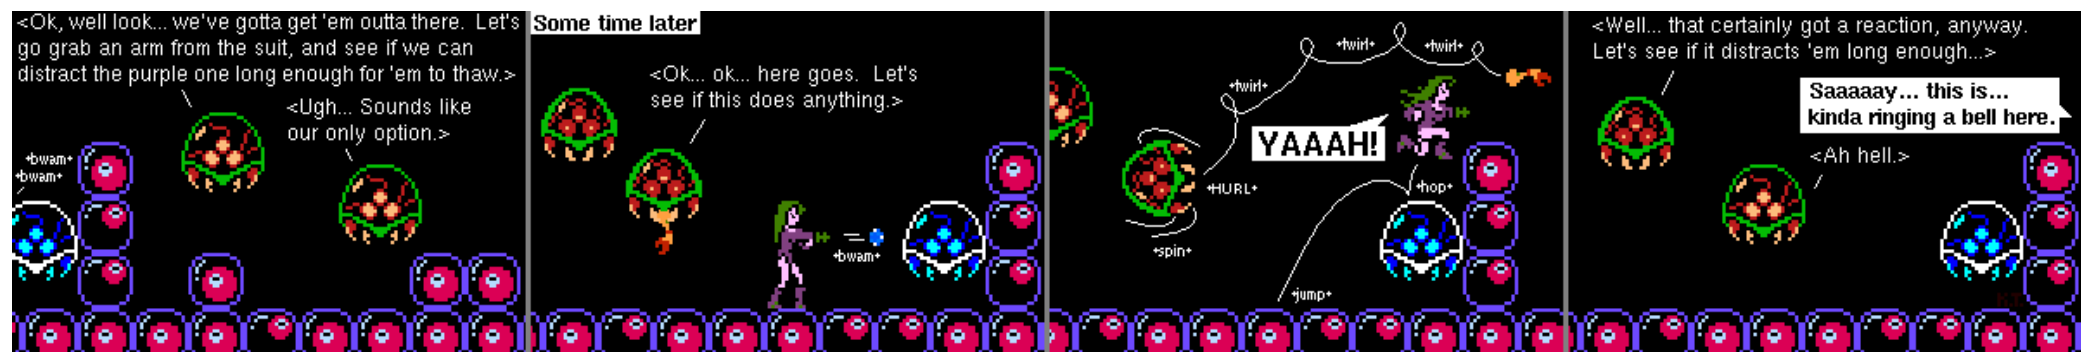 <Ok, well look... we've gotta get 'em outta there.  Let's
go grab an arm from the suit, and see if we can
distract the purple one long enough for 'em to thaw.>
<Ugh... Sounds like
our only option.>
*bwam*
*bwam*
Some time later
<Ok... ok... here goes.  Let's
see if this does anything.>
*bwam*
*twirl*
*twirl*
*twirl*
YAAAH!
*HURL*
*hop*
*spin*
*jump*
<Well... that certainly got a reaction, anyway.
Let's see if it distracts 'em long enough...>
Saaaaay... this is...
kinda ringing a bell here.
<Ah hell.>